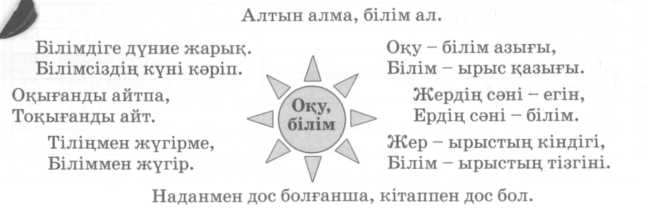 Алтын алма, білім ал.
Білімдіге дүние жарық.
Білімсіздің күні кәріп.
Оқығанды айтпа,
Тоқығанды айт.
Тіліңмен жүгірме,
Біліммен жүгір.
Оқу,
білім
Оқу – білім азығы,
Білім – ырыс қазығы.
Жердің сәні – егін,
Ердің сәні – білім.
Жер – ырыстың кіндігі,
Білім – ырыстың тізгіні.
Наданмен дос болғанша, кітаппен дос бол.